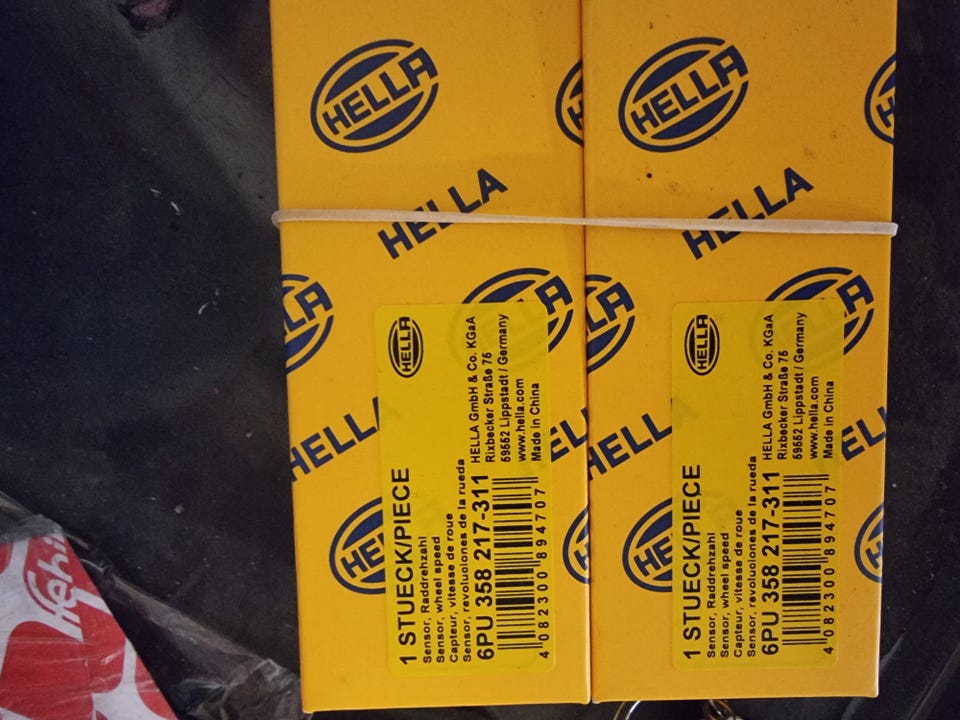 HELLA
HELLA
HELLA
HELLA
HELLA
HELLA
HELLA
HELLA
1 STUECK/PIECE
Sensor, Raddrehzahl
Sensor, wheel speed
Capteur, vitesse de roue
Sensor, revoluciones de la rueda
6PU 358 217-311
4 082300 894707
HELLA
HELLA GmbH & Co. KGaA
Rixbecker Straße 75
59552 Lippstadt / Germany
www.hella.com
Made in China
1 STUECK/PIECE
Sensor, Raddrehzahl
Sensor, wheel speed
Capteur, vitesse de roue
Sensor, revoluciones de la rueda
6PU 358 217-311
4 082300 894707
HELLA
HELLA GmbH & Co. KGaA
Rixbecker Straße 75
59552 Lippstadt / Germany
www.hella.com
Made in China
febi